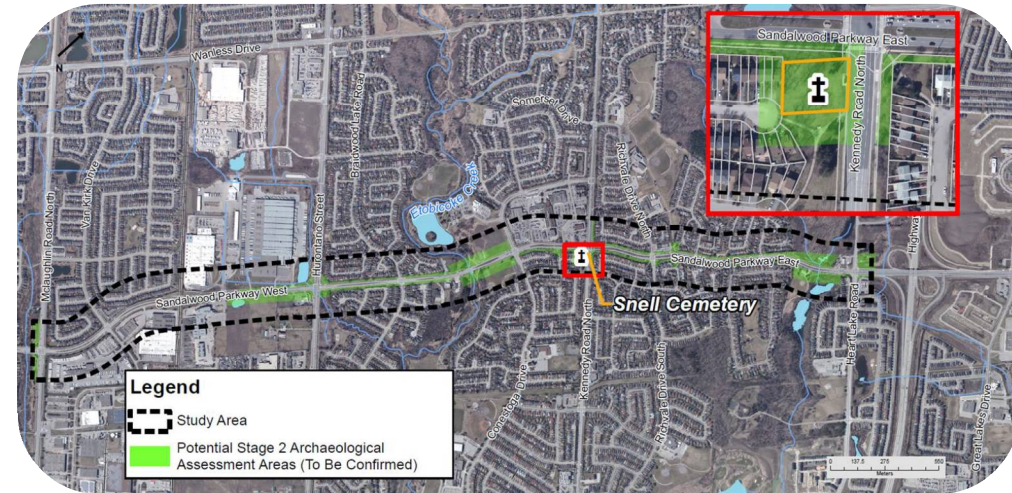 N
Wanless Drive
Mclaughlin Road North
Van Kirk Drive
Braidwood Lake Road
Hurontario Street
Somerset Drive
Etobicoke Creek
Richvale Drive North
Sandalwood Parkway West
Sandalwood Parkway East
Snell Cemetery
Kennedy Road North
Conestoga Drive
Richvale Drive South
Heart Lake Road
Highway
Great Lakes Drive
Sandalwood Parkway East
Kennedy Road North
Legend
Study Area
Potential Stage 2 Archaeological
Assessment Areas (To Be Confirmed)
0 137.5 275 550
Meters